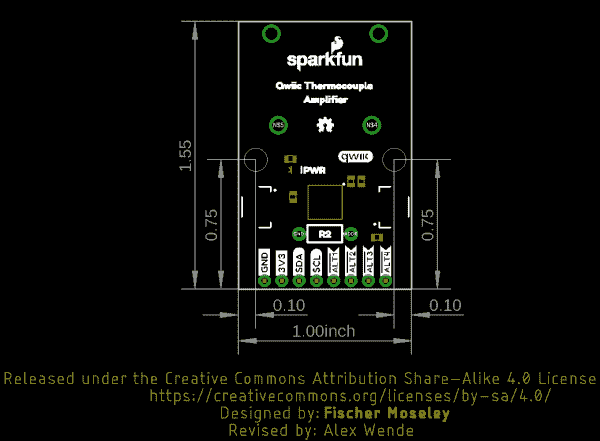 sparkfun
Qwiic Thermocouple
Amplifier
1.55
qwiic
PWR
0.75
0.75
R2
GND
3V3
SDA
SCL
ALT1
ALT2
ALT3
ALT4
0.10
0.10
1.00inch
Released under the Creative Commons Attribution Share-Alike 4.0 License
https://creativecommons.org/licenses/by-sa/4.0/
Designed by: Fischer Moseley
Revised by: Alex Wende